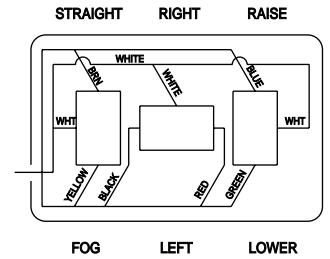 STRAIGHT RIGHT RAISE
WHITE
BRN WHITE BLUE
WHT WHT
YELLOW BLACK RED GREEN
FOG LEFT LOWER